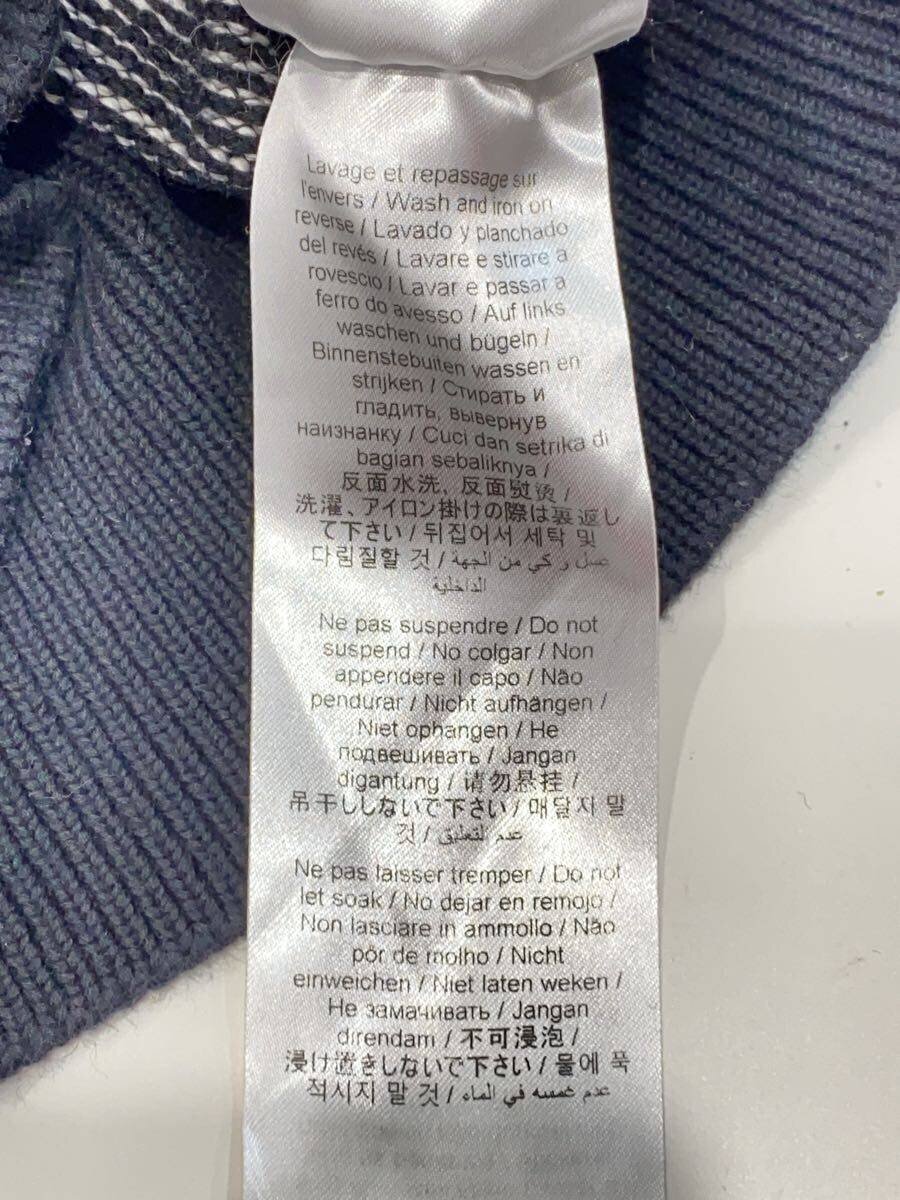 Lavage et repassage sur
l'envers / Wash and iron on
reverse / Lavado y planchado
del revés / Lavare e stirare a
rovescio / Lavar e passar a
ferro do avesso / Auf links
waschen und bügeln /
Binnenstebuiten wassen en
strijken / Стирать и
гладить, вывернув
наизнанку / Cuci dan setrika di
bagian sebaliknya /
反面水洗、反面熨烫 /
洗濯、アイロン掛けの際は裏返し
て下さい / 뒤집어서 세탁 및
다림질할 것 / غسل و كي من الجهة
الداخلية
Ne pas suspendre / Do not
suspend / No colgar / Non
appendere il capo / Não
pendurar / Nicht aufhängen /
Niet ophangen / Не
подвешивать / Jangan
digantung / 请勿悬挂 /
吊干ししないで下さい / 매달지 말
것 / عدم التعليق
Ne pas laisser tremper / Do not
let soak / No dejar en remojo /
Non lasciare in ammollo / Não
pôr de molho / Nicht
einweichen / Niet laten weken /
Не замачивать / Jangan
direndam / 不可浸泡 /
浸け置きしないで下さい / 물에 푹
적시지 말 것 / عدم غمسه في الماء